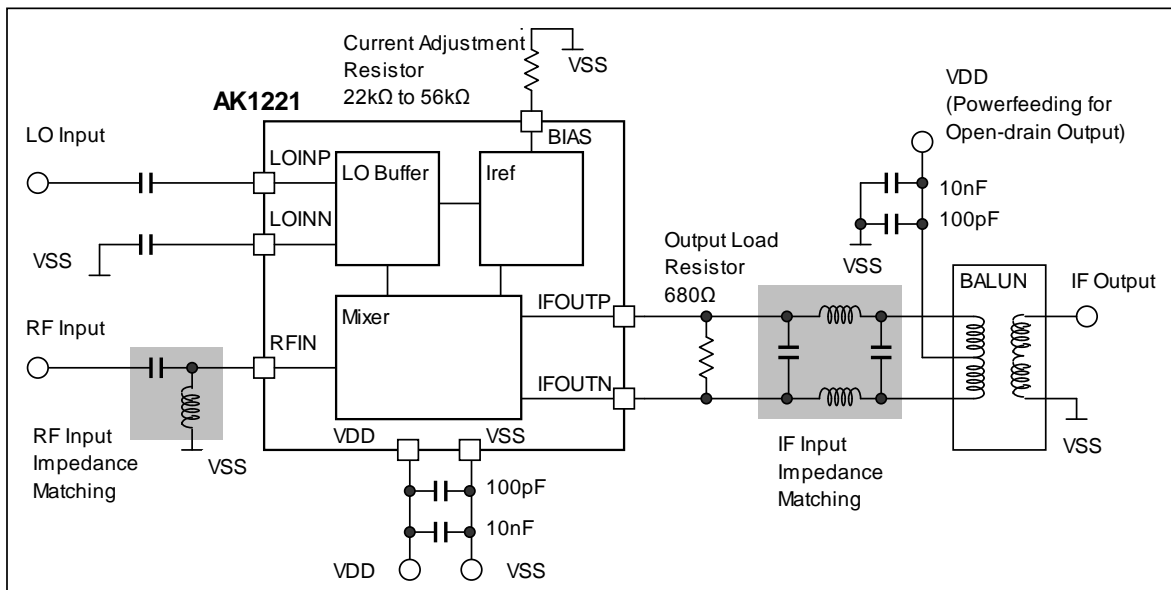 Current Adjustment
Resistor
22kΩ to 56kΩ
VSS
AK1221
BIAS
VDD
(Powerfeeding for
Open-drain Output)
10nF
100pF
VSS
LO Input
LOINP
LO Buffer
Iref
LOINN
VSS
Output Load
Resistor
680Ω
BALUN
IF Output
RF Input
RFIN
Mixer
IFOUTP
IFOUTN
VDD
VSS
RF Input
Impedance
Matching
VSS
100pF
10nF
VDD
VSS
IF Input
Impedance
Matching
VSS